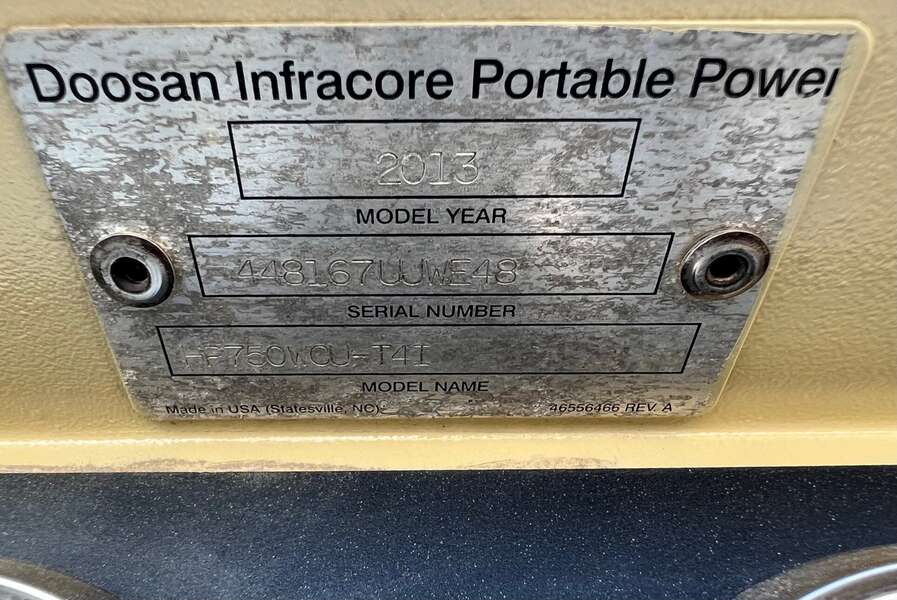 Doosan Infracore Portable Power
2013
MODEL YEAR
448167UJWE48
SERIAL NUMBER
HP750WCU-T4I
MODEL NAME
Made in USA (Statesville, NC)
46556466 REV. A